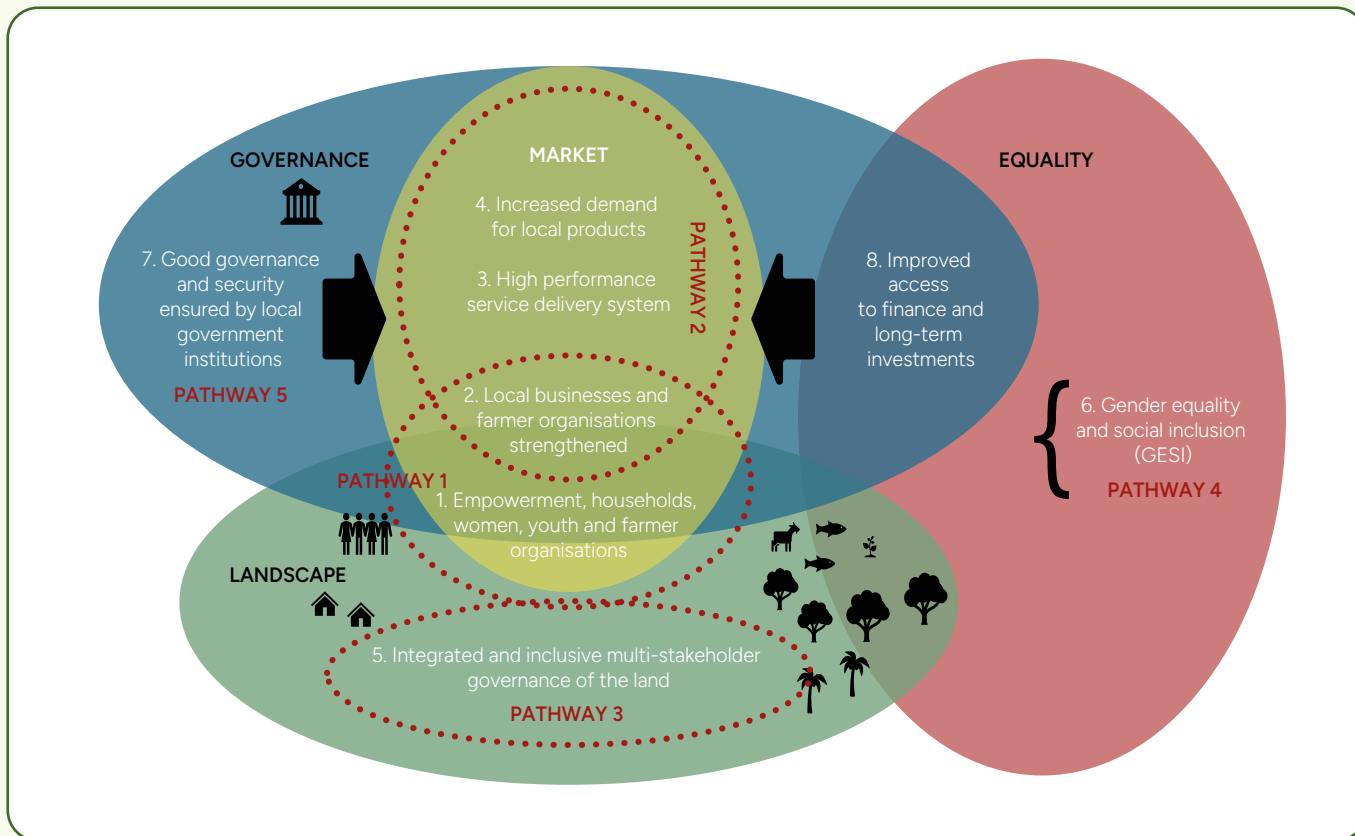 GOVERNANCE
7. Good governance
and security
ensured by local
government
institutions
PATHWAY 5
MARKET
4. Increased demand
for local products
3. High performance
service delivery system
PATHWAY 2
2. Local businesses and
farmer organisations
strengthened
PATHWAY 1
1. Empowerment, households,
women, youth and farmer
organisations
EQUALITY
8. Improved
access
to finance and
long-term
investments
6. Gender equality
and social inclusion
(GESI)
PATHWAY 4
LANDSCAPE
5. Integrated and inclusive multi-stakeholder
governance of the land
PATHWAY 3